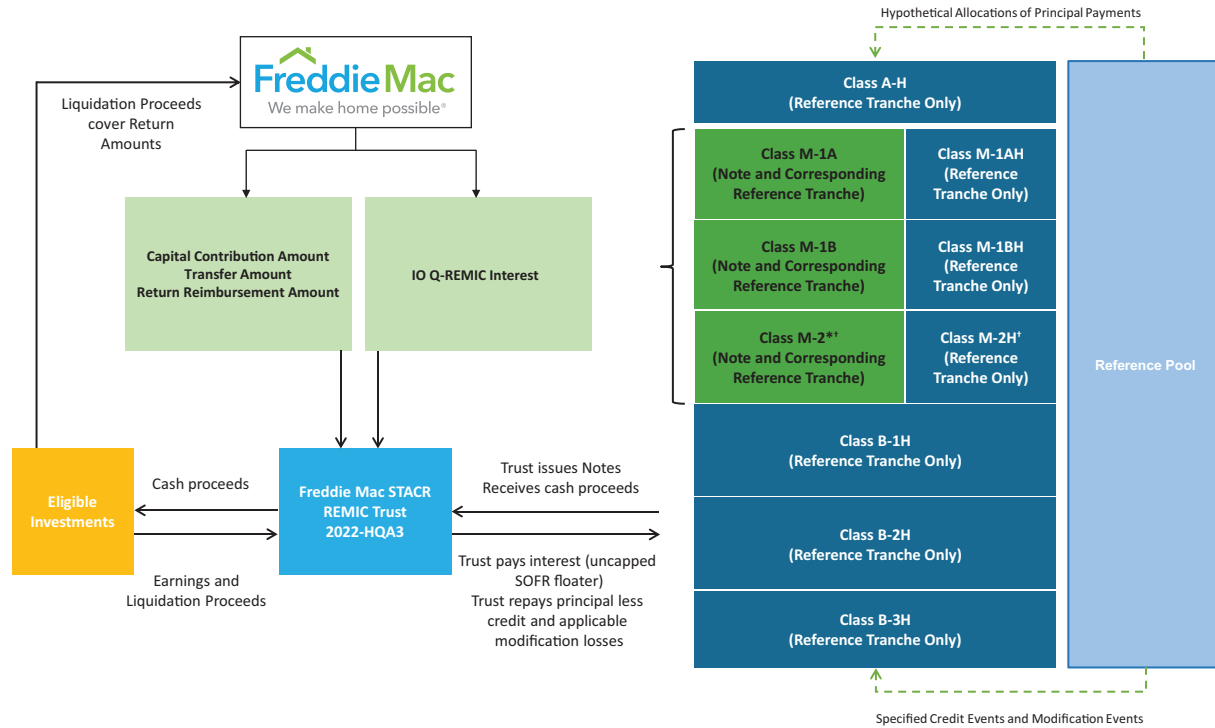 Hypothetical Allocations of Principal Payments
Freddie Mac
We make home possible®
Liquidation Proceeds
cover Return
Amounts
Capital Contribution Amount
Transfer Amount
Return Reimbursement Amount
IO Q-REMIC Interest
Eligible
Investments
Cash proceeds
Earnings and
Liquidation Proceeds
Freddie Mac STACR
REMIC Trust
2022-HQA3
Trust issues Notes
Receives cash proceeds
Trust pays interest (uncapped
SOFR floater)
Trust repays principal less
credit and applicable
modification losses
Class A-H
(Reference Tranche Only)
Class M-1A
(Note and Corresponding
Reference Tranche)
Class M-1AH
(Reference
Tranche Only)
Class M-1B
(Note and Corresponding
Reference Tranche)
Class M-1BH
(Reference
Tranche Only)
Class M-2*†
(Note and Corresponding
Reference Tranche)
Class M-2H†
(Reference
Tranche Only)
Class B-1H
(Reference Tranche Only)
Class B-2H
(Reference Tranche Only)
Class B-3H
(Reference Tranche Only)
Reference Pool
Specified Credit Events and Modification Events